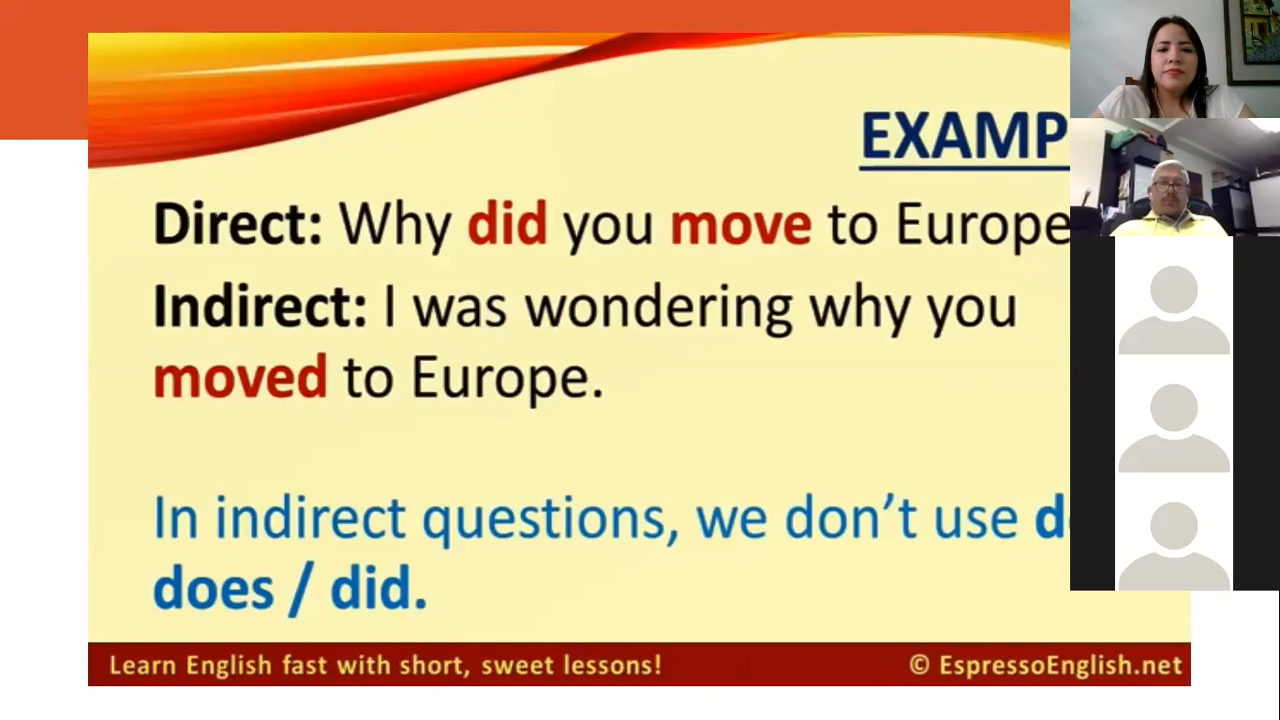 EXAMP
Direct: Why did you move to Europe
Indirect: I was wondering why you
moved to Europe.
In indirect questions, we don’t use d
does / did.
Learn English fast with short, sweet lessons!
© EspressoEnglish.net